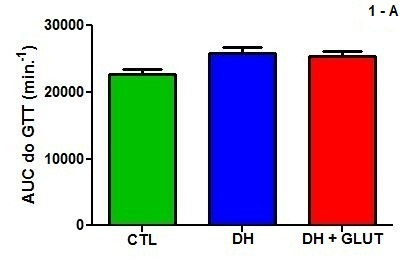 1 - A
AUC do GTT (min.⁻¹)
30000
20000
10000
0
CTL
DH
DH + GLUT